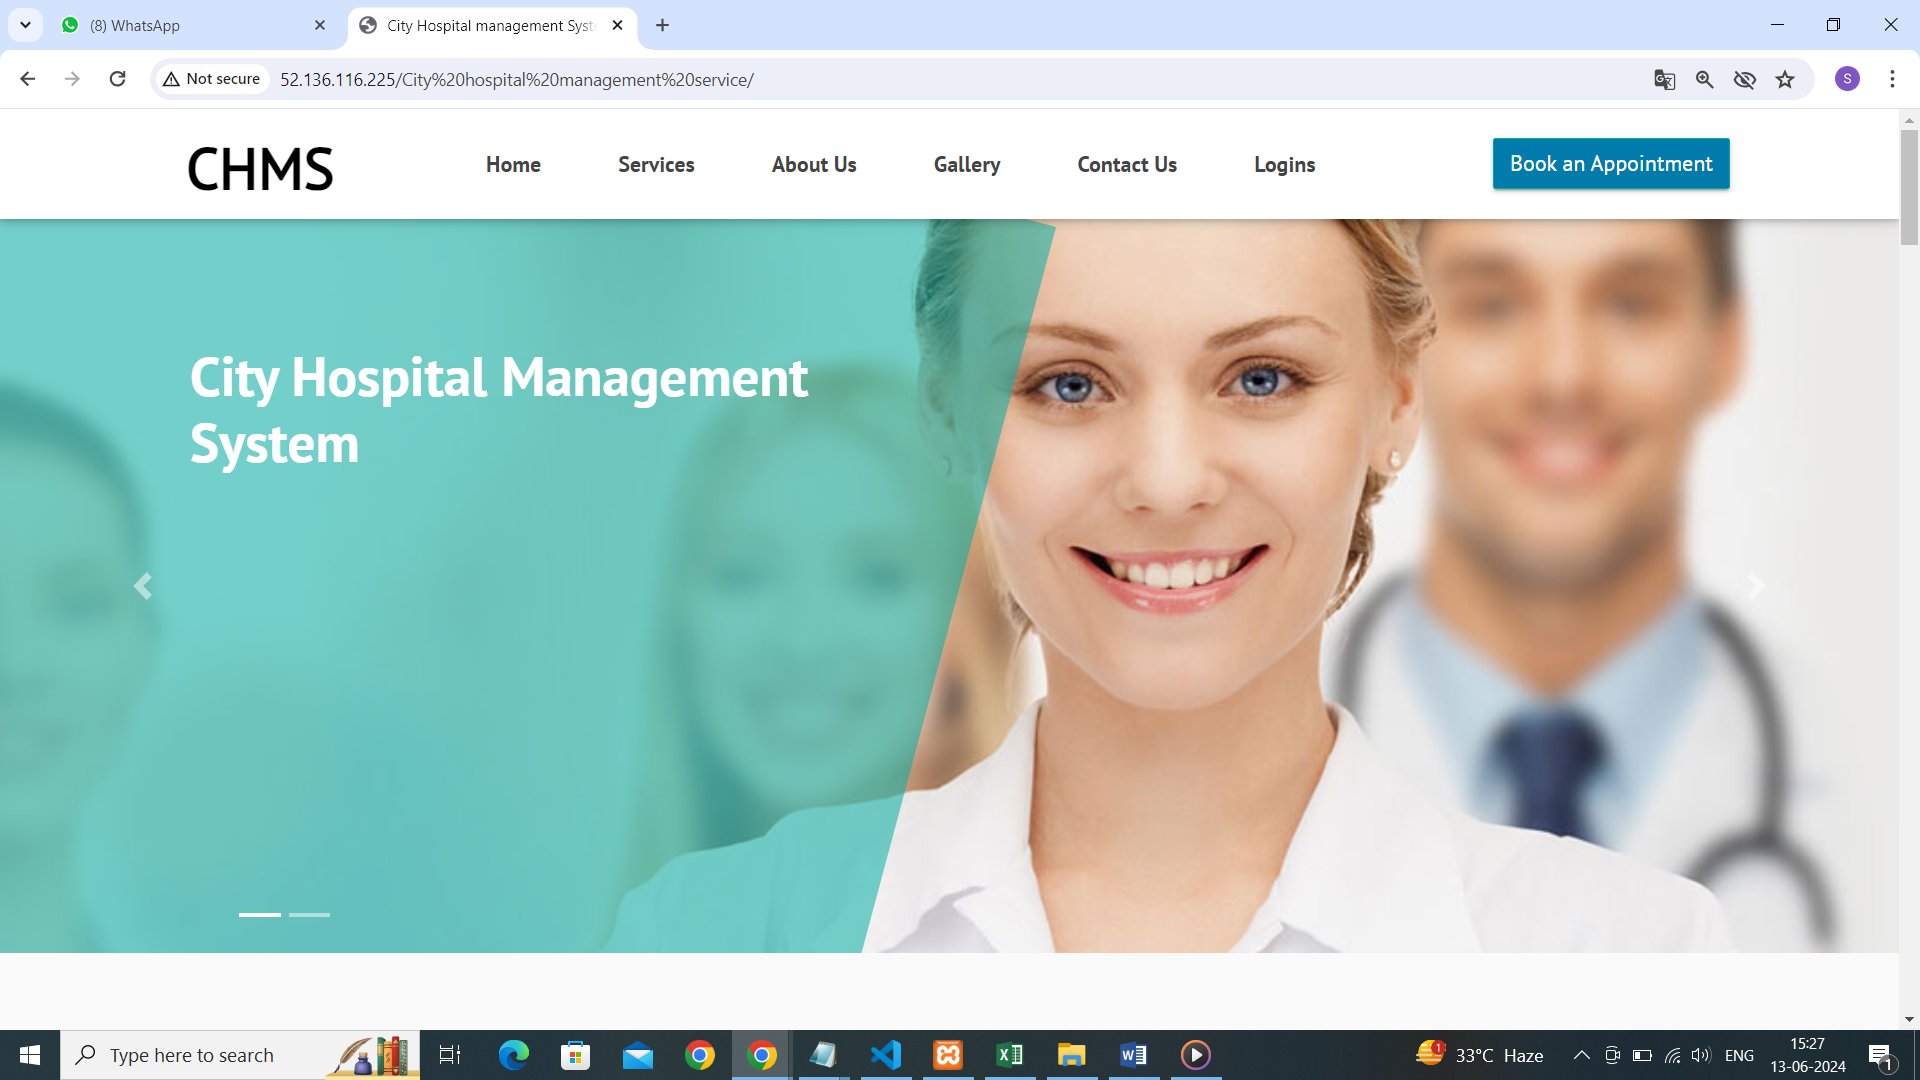 (8) WhatsApp
City Hospital management Syst
Not secure
52.136.116.225/City%20hospital%20management%20service/
S
CHMS
Home
Services
About Us
Gallery
Contact Us
Logins
Book an Appointment
City Hospital Management
System
Type here to search
1
33°C Haze
ENG
15:27
13-06-2024
1